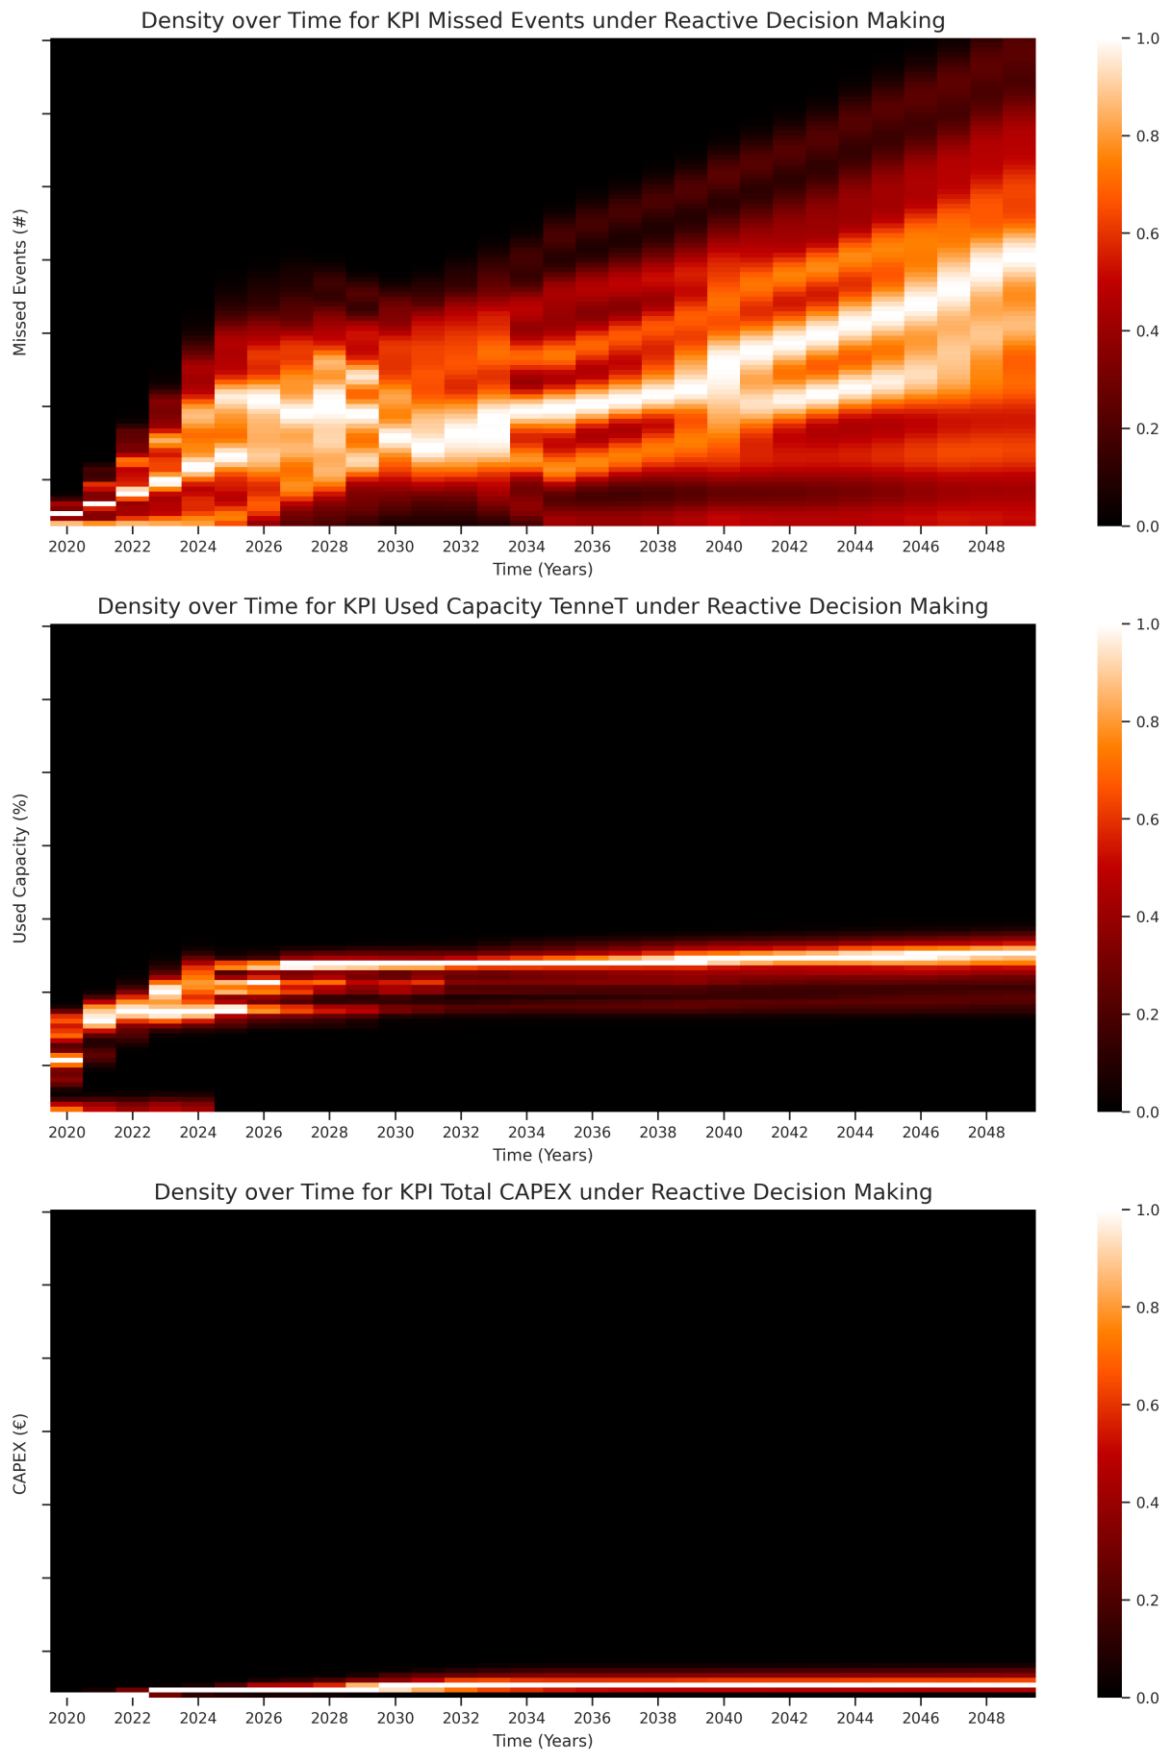 Density over Time for KPI Missed Events under Reactive Decision Making
1.0
0.8
0.6
0.4
0.2
0.0
Missed Events (#)
2020 2022 2024 2026 2028 2030 2032 2034 2036 2038 2040 2042 2044 2046 2048
Time (Years)
Density over Time for KPI Used Capacity TenneT under Reactive Decision Making
1.0
0.8
0.6
0.4
0.2
0.0
Used Capacity (%)
2020 2022 2024 2026 2028 2030 2032 2034 2036 2038 2040 2042 2044 2046 2048
Time (Years)
Density over Time for KPI Total CAPEX under Reactive Decision Making
1.0
0.8
0.6
0.4
0.2
0.0
CAPEX (€)
2020 2022 2024 2026 2028 2030 2032 2034 2036 2038 2040 2042 2044 2046 2048
Time (Years)